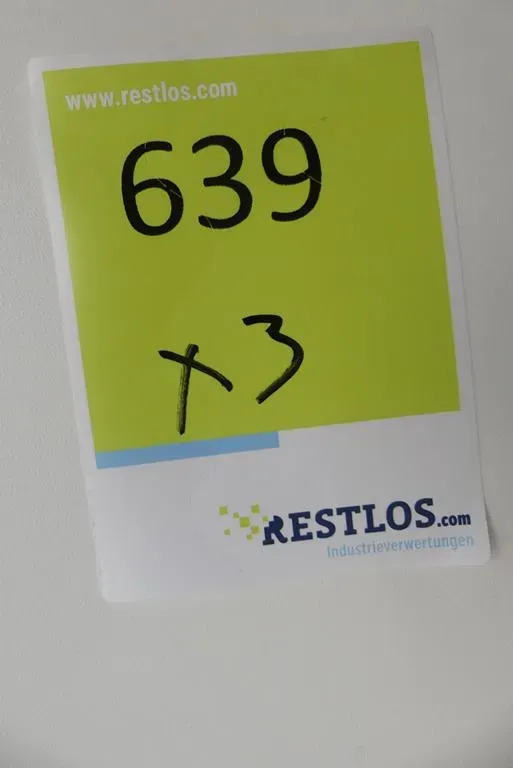 www.restlos.com
639
x3
RESTLOS.com
Industrieverwertungen